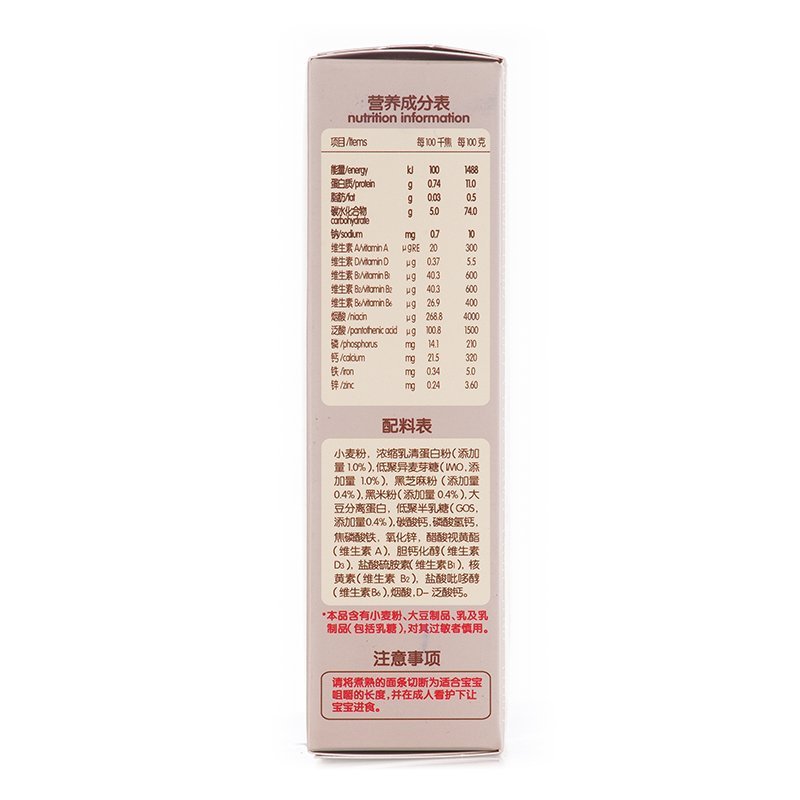 营养成分表
nutrition information
项目/Items 每100千焦 每100克
能量/energy kJ 100 1488
蛋白质/protein g 0.74 11.0
脂肪/fat g 0.03 0.5
碳水化合物 g 5.0 74.0
carbohydrate
钠/sodium mg 0.7 10
维生素A/vitamin A μgRE 20 300
维生素D/vitamin D μg 0.37 5.5
维生素B1/vitamin B1 μg 40.3 600
维生素B2/vitamin B2 μg 40.3 600
维生素B6/vitamin B6 μg 26.9 400
烟酸/niacin μg 268.8 4000
泛酸/pantothenic acid μg 100.8 1500
磷/phosphorus mg 14.1 210
钙/calcium mg 21.5 320
铁/iron mg 0.34 5.0
锌/zinc mg 0.24 3.60
配料表
小麦粉，浓缩乳清蛋白粉(添加
量1.0%),低聚异麦芽糖(IMO,添
加量 1.0%)，黑芝麻粉(添加量
0.4%),黑米粉(添加量0.4%),大
豆分离蛋白，低聚半乳糖(GOS,
添加量0.4%),碳酸钙,磷酸氢钙,
焦磷酸铁，氧化锌，醋酸视黄酯
(维生素 A)，胆钙化醇(维生素
D3)，盐酸硫胺素(维生素B1)，核
黄素(维生素 B2)，盐酸吡哆醇
(维生素B6),烟酸,D-泛酸钙。
*本品含有小麦粉、大豆制品、乳及乳
制品(包括乳糖),对其过敏者慎用。
注意事项
请将煮熟的面条切断为适合宝宝
咀嚼的长度,并在成人看护下让
宝宝进食。